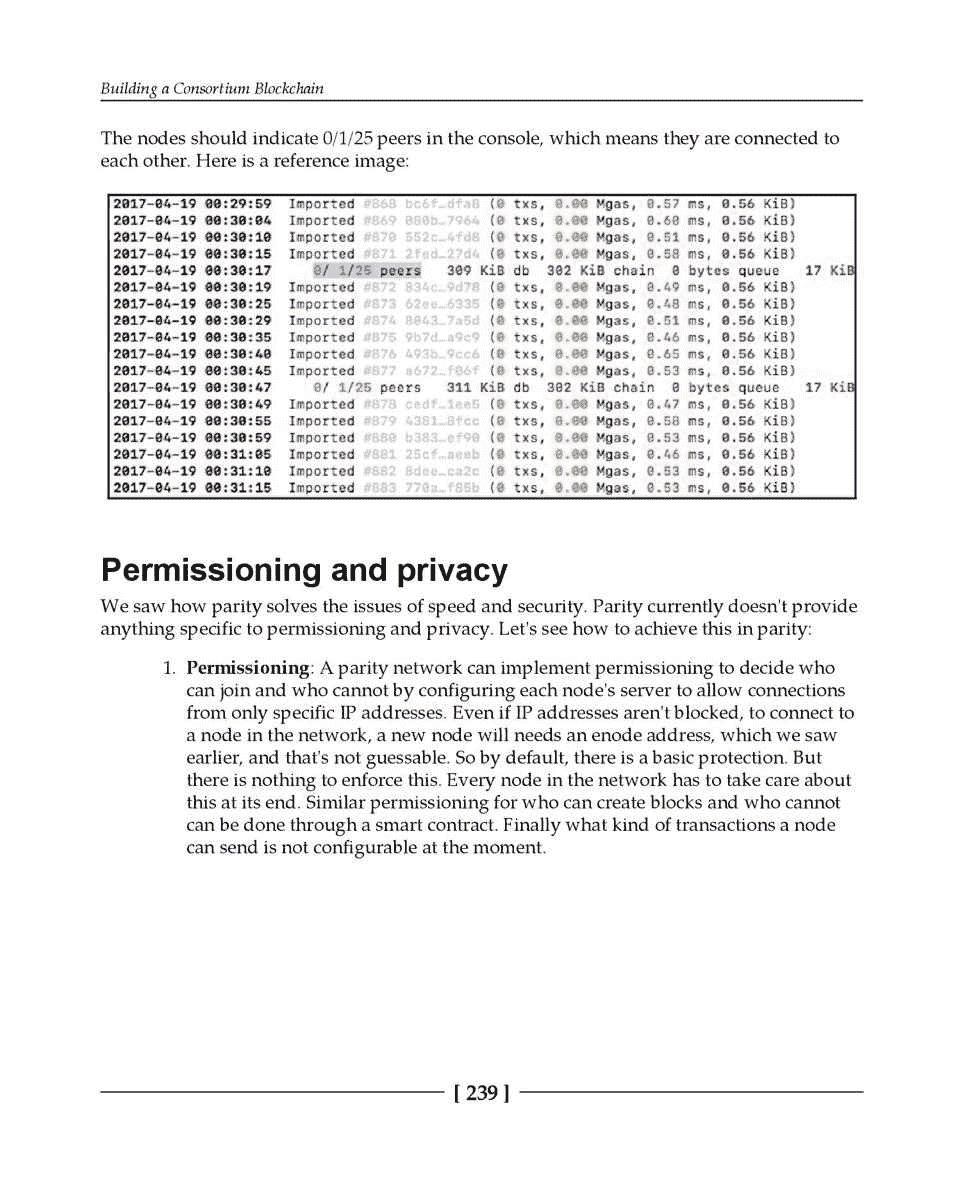 Building a Consortium Blockchain
The nodes should indicate 0/1/25 peers in the console, which means they are connected to
each other. Here is a reference image:
2017-04-19 00:29:59 Imported #868 bc6f…dfa8 (0 txs, 0.00 Mgas, 0.57 ms, 0.56 KiB)
2017-04-19 00:30:04 Imported #869 080b…7964 (0 txs, 0.00 Mgas, 0.60 ms, 0.56 KiB)
2017-04-19 00:30:10 Imported #870 552c…4fd8 (0 txs, 0.00 Mgas, 0.51 ms, 0.56 KiB)
2017-04-19 00:30:15 Imported #871 2fed…27d4 (0 txs, 0.00 Mgas, 0.58 ms, 0.56 KiB)
2017-04-19 00:30:17 0/ 1/25 peers 309 KiB db 302 KiB chain 0 bytes queue 17 KiB
2017-04-19 00:30:19 Imported #872 834c…9d78 (0 txs, 0.00 Mgas, 0.49 ms, 0.56 KiB)
2017-04-19 00:30:25 Imported #873 62ee…6335 (0 txs, 0.00 Mgas, 0.48 ms, 0.56 KiB)
2017-04-19 00:30:29 Imported #874 8043…7a5d (0 txs, 0.00 Mgas, 0.51 ms, 0.56 KiB)
2017-04-19 00:30:35 Imported #875 9b7d…a9c9 (0 txs, 0.00 Mgas, 0.46 ms, 0.56 KiB)
2017-04-19 00:30:40 Imported #876 493b…9cc6 (0 txs, 0.00 Mgas, 0.65 ms, 0.56 KiB)
2017-04-19 00:30:45 Imported #877 a672…f06f (0 txs, 0.00 Mgas, 0.53 ms, 0.56 KiB)
2017-04-19 00:30:47 0/ 1/25 peers 311 KiB db 302 KiB chain 0 bytes queue 17 KiB
2017-04-19 00:30:49 Imported #878 cedf…1ee5 (0 txs, 0.00 Mgas, 0.47 ms, 0.56 KiB)
2017-04-19 00:30:55 Imported #879 4381…8fcc (0 txs, 0.00 Mgas, 0.58 ms, 0.56 KiB)
2017-04-19 00:30:59 Imported #880 b383…ef90 (0 txs, 0.00 Mgas, 0.53 ms, 0.56 KiB)
2017-04-19 00:31:05 Imported #881 25cf…aeeb (0 txs, 0.00 Mgas, 0.46 ms, 0.56 KiB)
2017-04-19 00:31:10 Imported #882 8dee…ca2c (0 txs, 0.00 Mgas, 0.53 ms, 0.56 KiB)
2017-04-19 00:31:15 Imported #883 770a…f85b (0 txs, 0.00 Mgas, 0.53 ms, 0.56 KiB)
Permissioning and privacy
We saw how parity solves the issues of speed and security. Parity currently doesn't provide
anything specific to permissioning and privacy. Let's see how to achieve this in parity:
1. Permissioning: A parity network can implement permissioning to decide who
can join and who cannot by configuring each node's server to allow connections
from only specific IP addresses. Even if IP addresses aren't blocked, to connect to
a node in the network, a new node will needs an enode address, which we saw
earlier, and that's not guessable. So by default, there is a basic protection. But
there is nothing to enforce this. Every node in the network has to take care about
this at its end. Similar permissioning for who can create blocks and who cannot
can be done through a smart contract. Finally what kind of transactions a node
can send is not configurable at the moment.
[ 239 ]